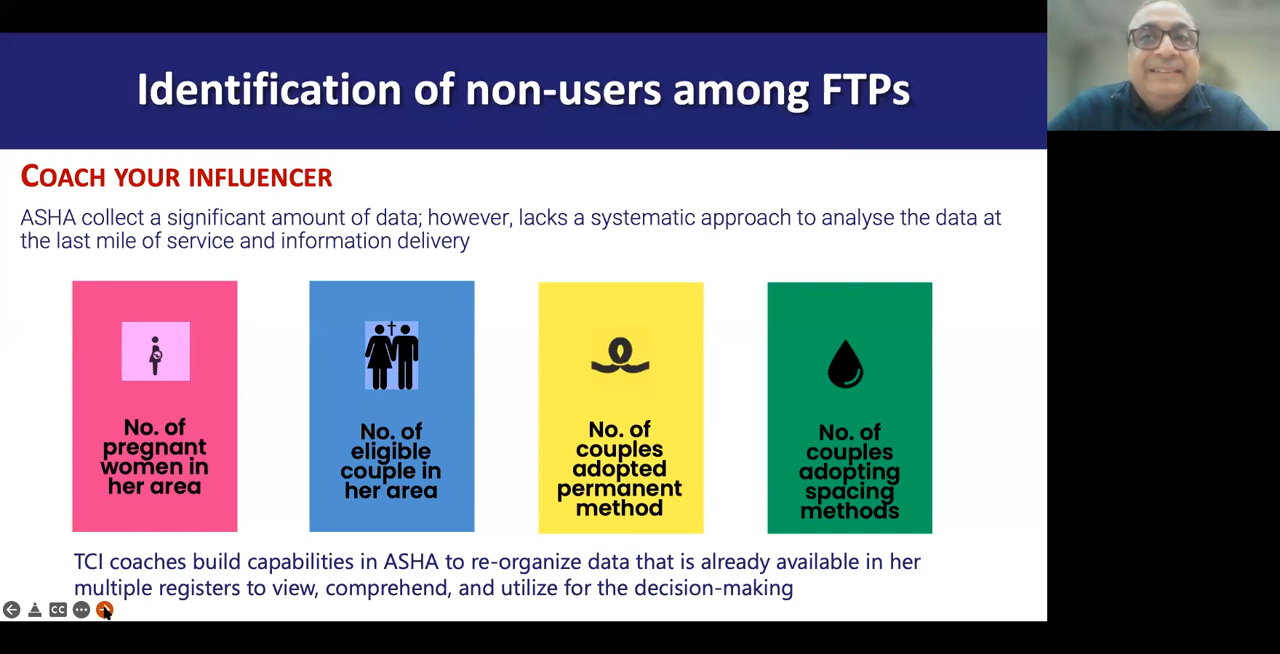 Identification of non-users among FTPs
COACH YOUR INFLUENCER
ASHA collect a significant amount of data; however, lacks a systematic approach to analyse the data at
the last mile of service and information delivery
No. of
pregnant
women in
her area
No. of
eligible
couple in
her area
No. of
couples
adopted
permanent
method
No. of
couples
adopting
spacing
methods
TCI coaches build capabilities in ASHA to re-organize data that is already available in her
multiple registers to view, comprehend, and utilize for the decision-making
CC